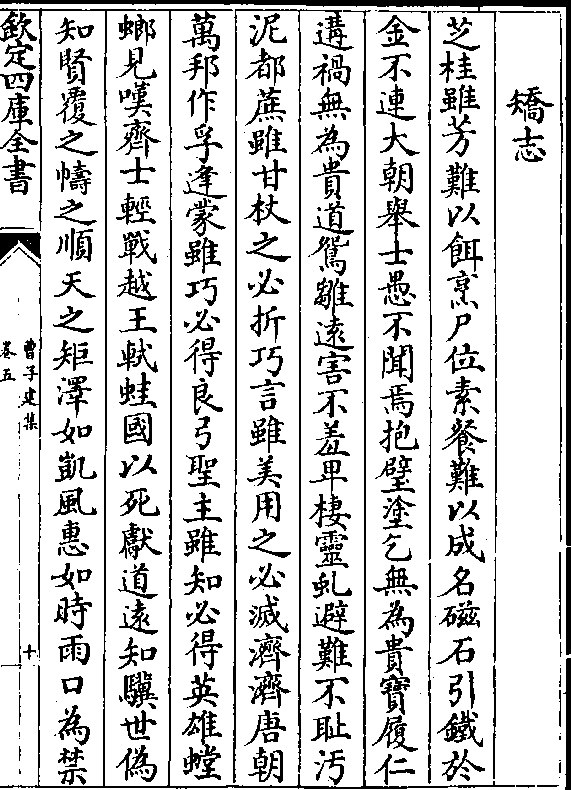 矯志
芝桂雖芳難以餌烹尸位素餐難以成名磁石引鐵於
金不連大朝舉士愚不聞焉抱璧塗乞無為貴寶履仁
遘禍無為貴道鴛雛遠害不羞卑棲靈虬避難不恥汚
泥都蔗雖甘杖之必折巧言雖美用之必滅濟濟唐朝
萬邦作孚逢蒙雖巧必得良弓聖主雖知必得英雄螳
螂見嘆齊士輕戰越王軾蛙國以死獻道遠知驥世偽
知賢覆之幬之順天之矩澤如凱風惠如時雨口為禁
欽定四庫全書
曹子建集
卷五
十